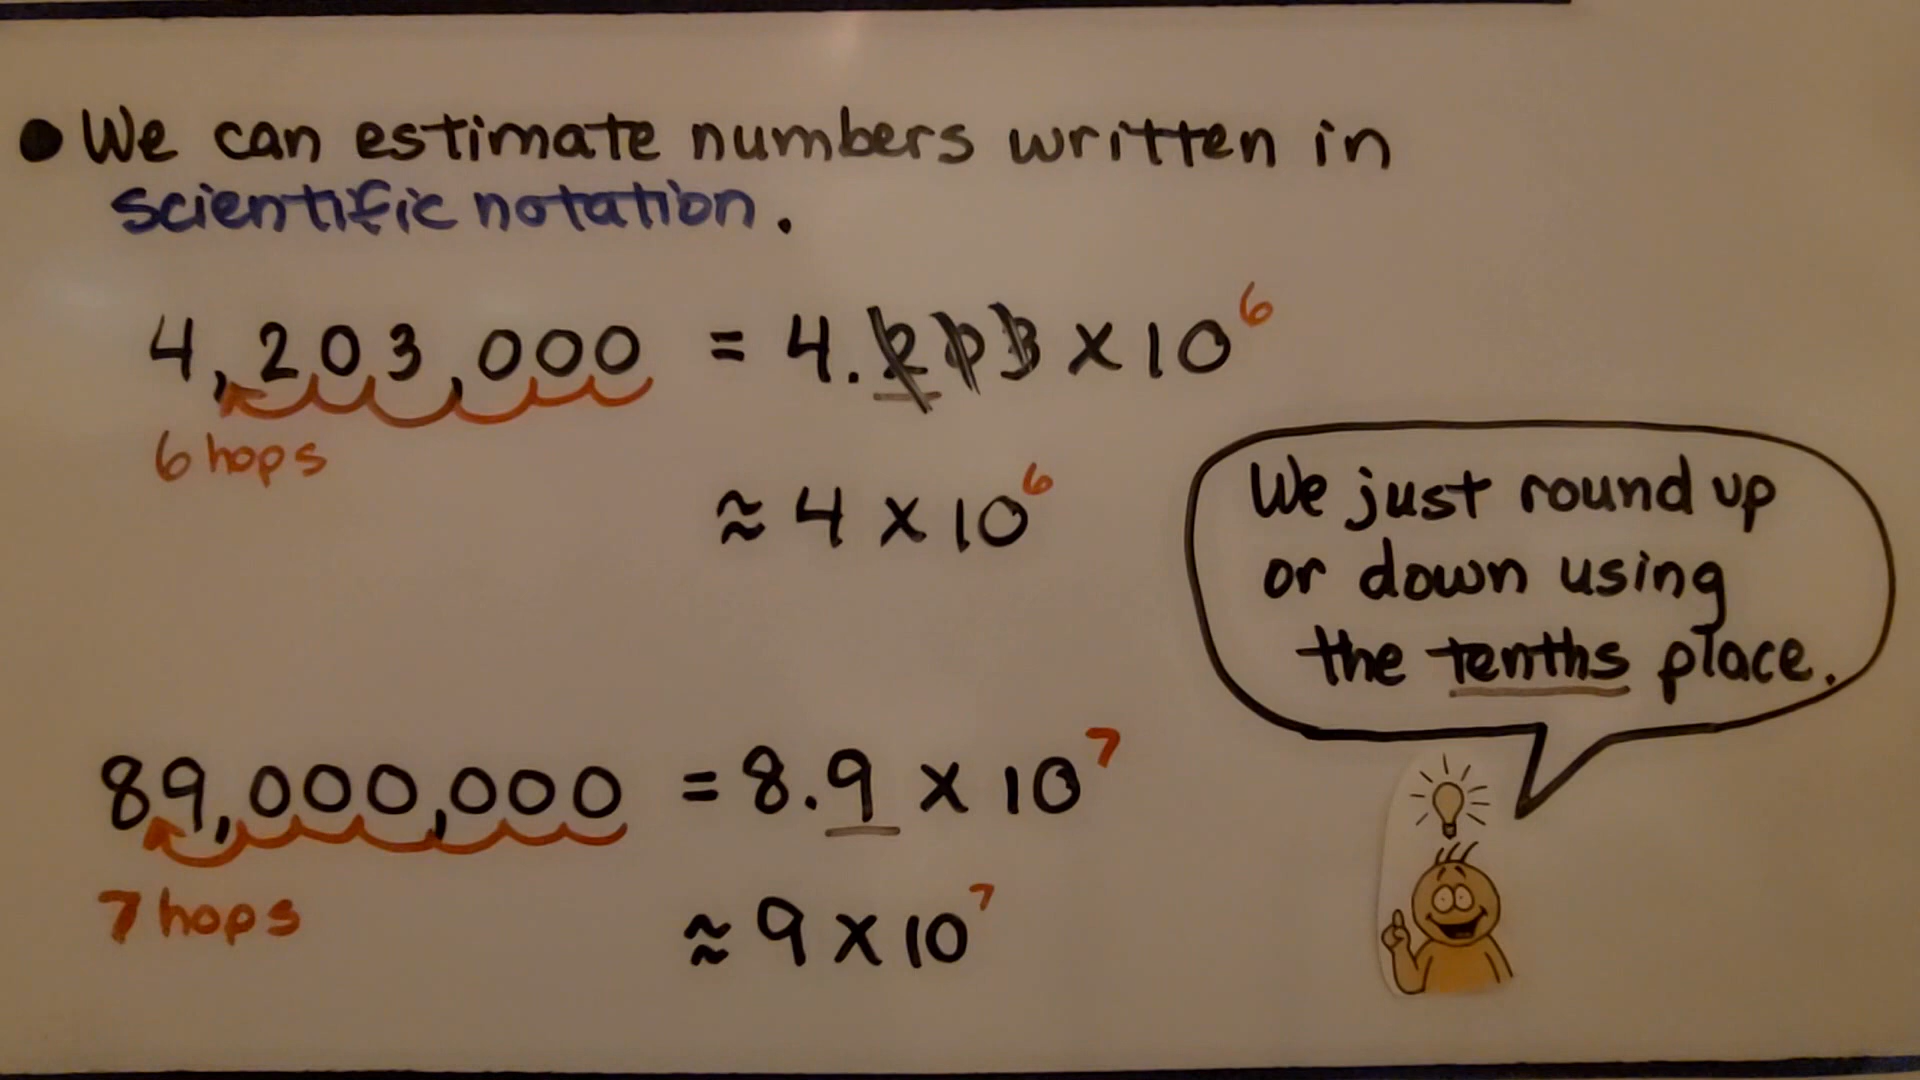 • We can estimate numbers written in
scientific notation.
4,203,000 = 4.203 x 10⁶
6 hops
≈ 4 x 10⁶
We just round up
or down using
the tenths place.
89,000,000 = 8.9 x 10⁷
7 hops
≈ 9 x 10⁷